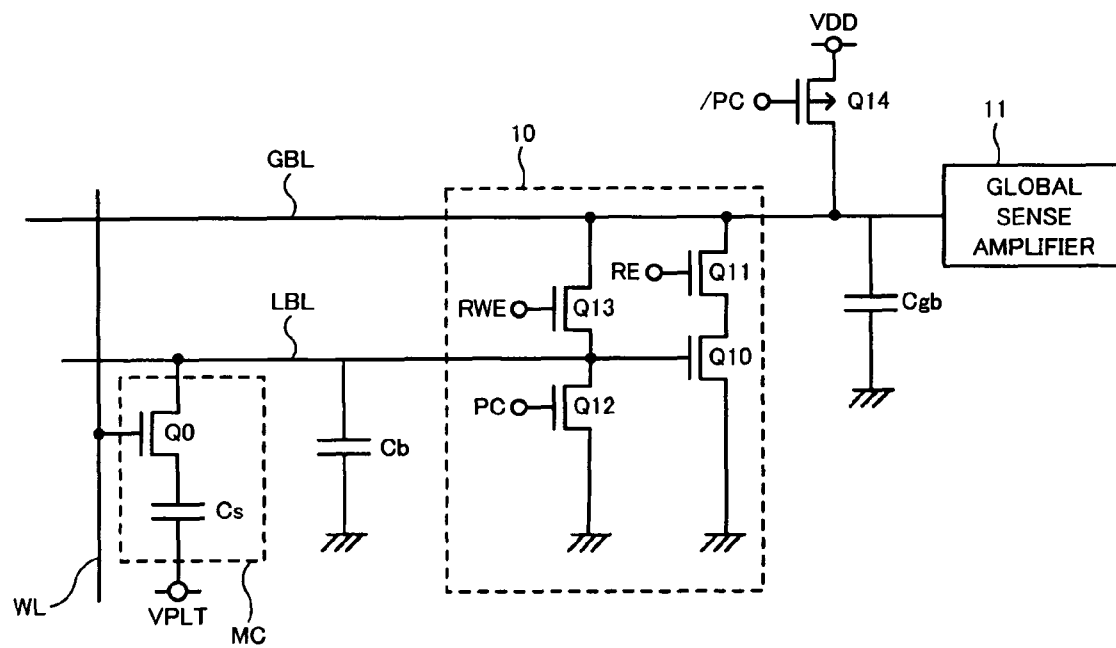 VDD
/PC
Q14
11
10
GBL
GLOBAL
SENSE
AMPLIFIER
RE
Q11
RWE
Q13
Cgb
LBL
Q10
PC
Q12
Q0
Cb
Cs
WL
VPLT
MC